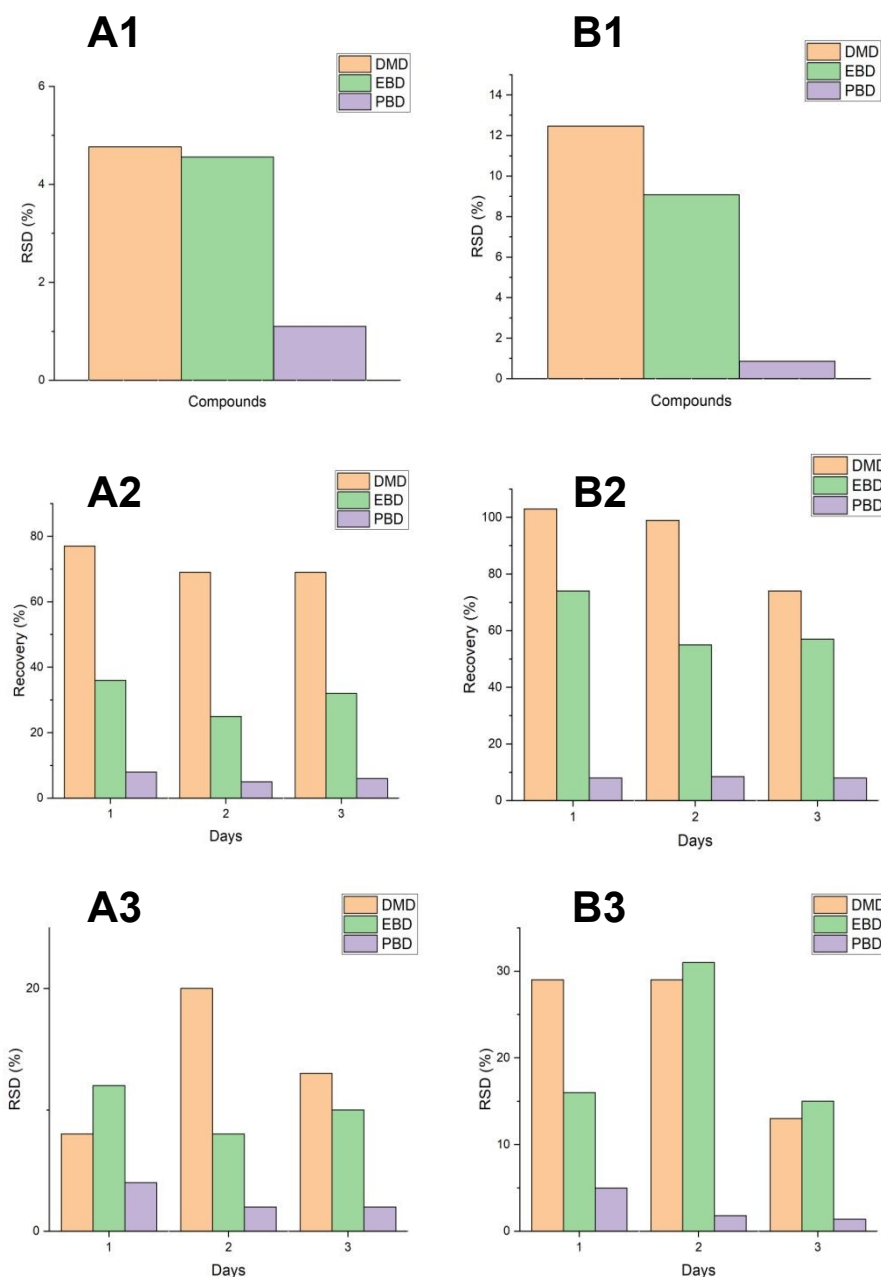 A1
DMD
EBD
PBD
6
4
2
0
RSD (%)
Compounds
B1
DMD
EBD
PBD
14
12
10
8
6
4
2
0
RSD (%)
Compounds
A2
DMD
EBD
PBD
80
60
40
20
0
Recovery (%)
1 2 3
Days
B2
DMD
EBD
PBD
100
80
60
40
20
0
Recovery (%)
1 2 3
Days
A3
DMD
EBD
PBD
20
0
RSD (%)
1 2 3
Days
B3
DMD
EBD
PBD
30
20
10
0
RSD (%)
1 2 3
Days